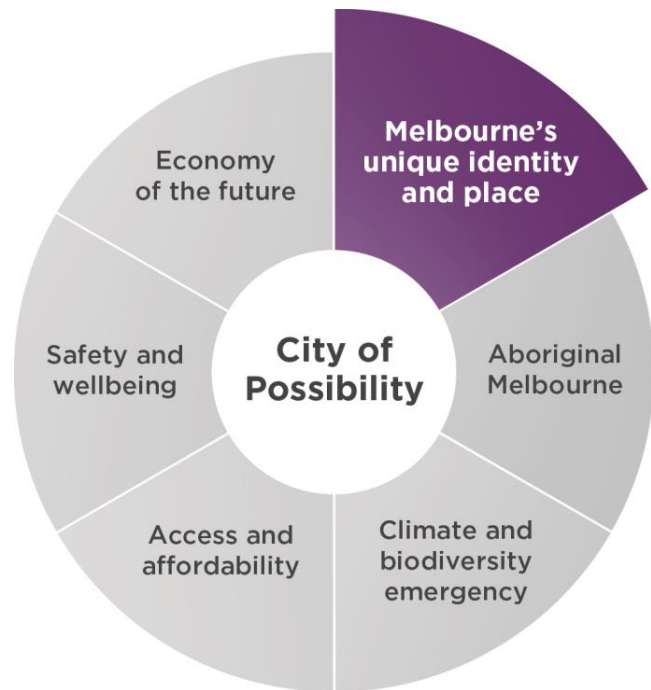 Melbourne's
unique identity
and place
Aboriginal
Melbourne
Climate and
biodiversity
emergency
Access and
affordability
Safety and
wellbeing
Economy
of the future
City of
Possibility